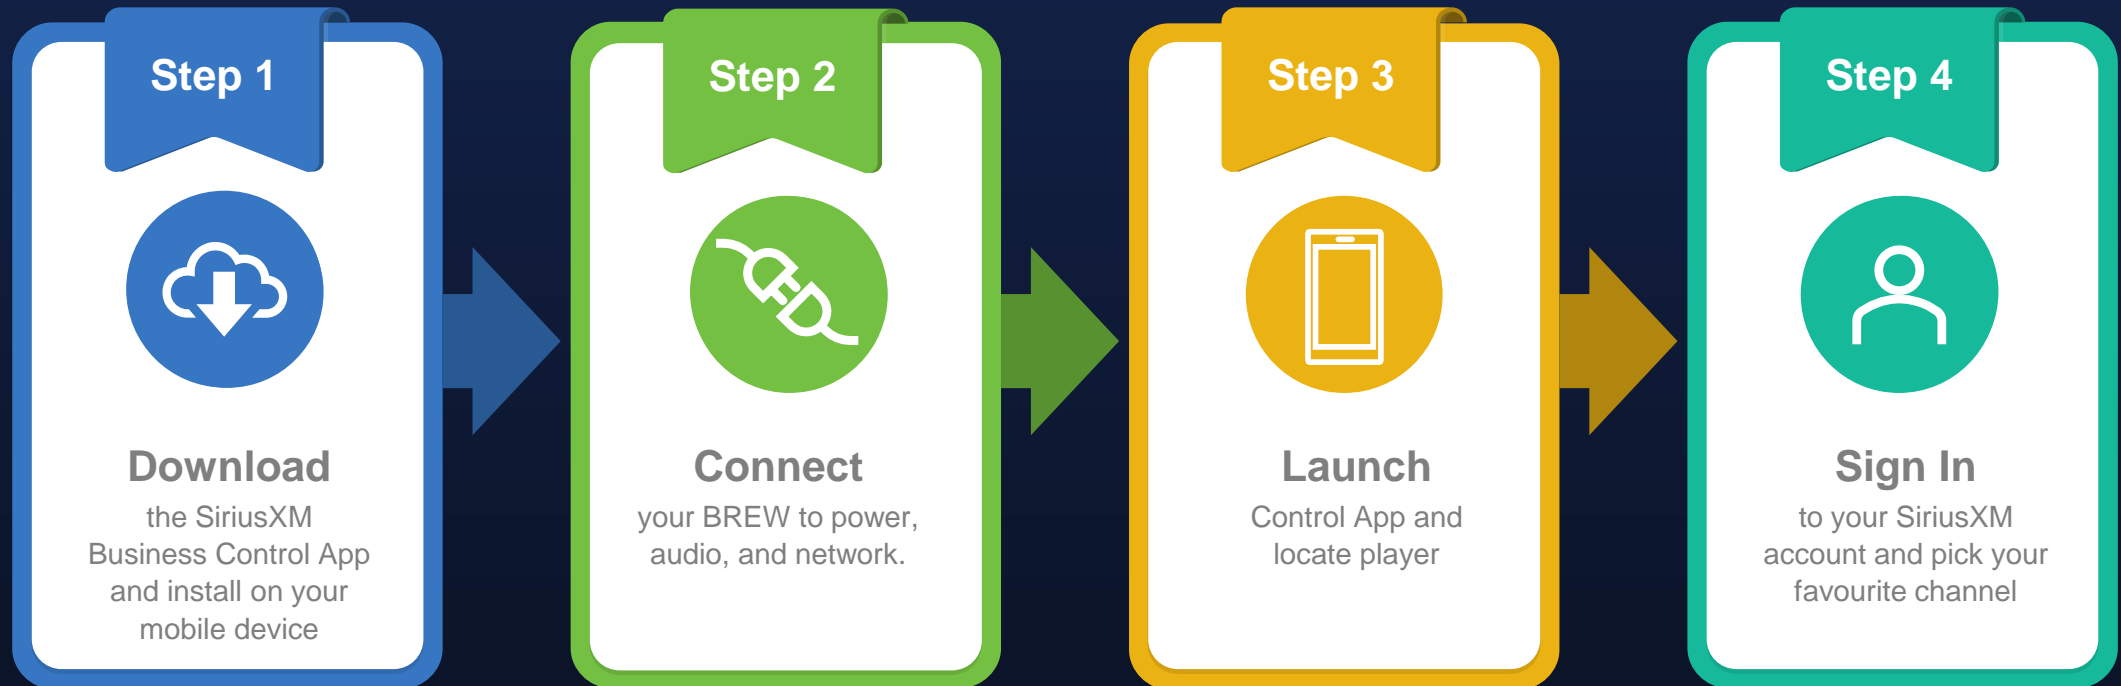 Step 1
Download
the SiriusXM
Business Control App
and install on your
mobile device
Step 2
Connect
your BREW to power,
audio, and network.
Step 3
Launch
Control App and
locate player
Step 4
Sign In
to your SiriusXM
account and pick your
favourite channel